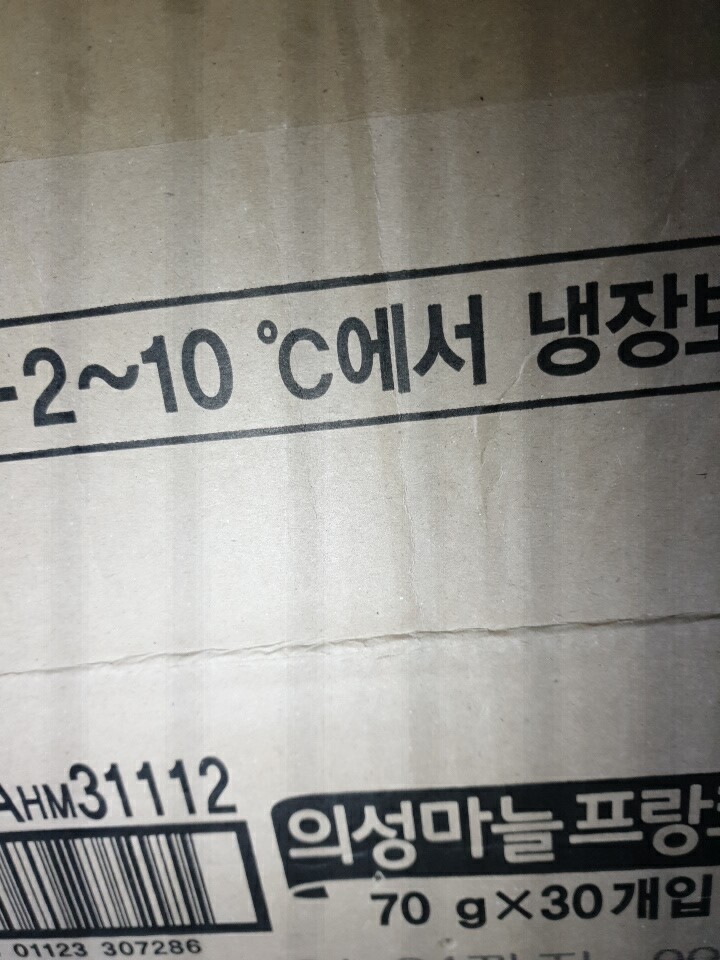 -2~10 ℃에서 냉장보
AHM31112
의성마늘프랑
70 g×30개입
01123 307286